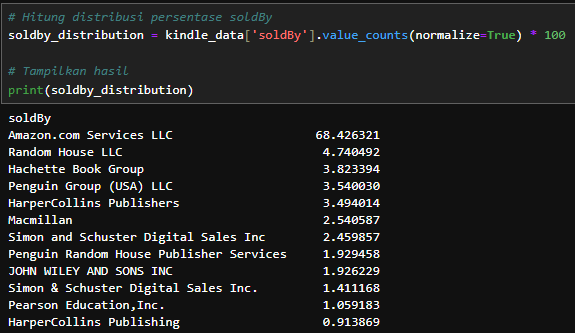 # Hitung distribusi persentase soldBy
soldby_distribution = kindle_data['soldBy'].value_counts(normalize=True) * 100
# Tampilkan hasil
print(soldby_distribution)
soldBy
Amazon.com Services LLC 68.426321
Random House LLC 4.740492
Hachette Book Group 3.823394
Penguin Group (USA) LLC 3.540030
HarperCollins Publishers 3.494014
Macmillan 2.540587
Simon and Schuster Digital Sales Inc 2.459857
Penguin Random House Publisher Services 1.929458
JOHN WILEY AND SONS INC 1.926229
Simon & Schuster Digital Sales Inc. 1.411168
Pearson Education,Inc. 1.059183
HarperCollins Publishing 0.913869